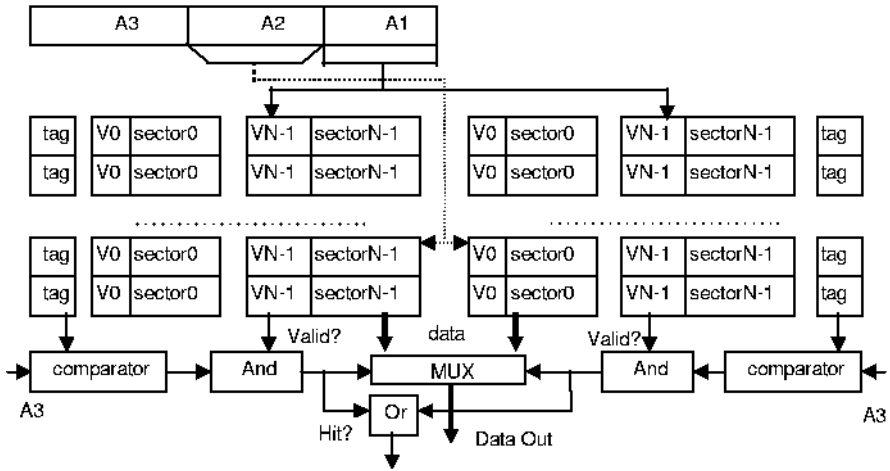 A3 A2 A1
tag V0 sector0 VN-1 sectorN-1 V0 sector0 VN-1 sectorN-1 tag
tag V0 sector0 VN-1 sectorN-1 V0 sector0 VN-1 sectorN-1 tag
tag V0 sector0 VN-1 sectorN-1 V0 sector0 VN-1 sectorN-1 tag
tag V0 sector0 VN-1 sectorN-1 V0 sector0 VN-1 sectorN-1 tag
Valid? data Valid?
comparator And MUX And comparator
A3 Or A3
Hit? Data Out